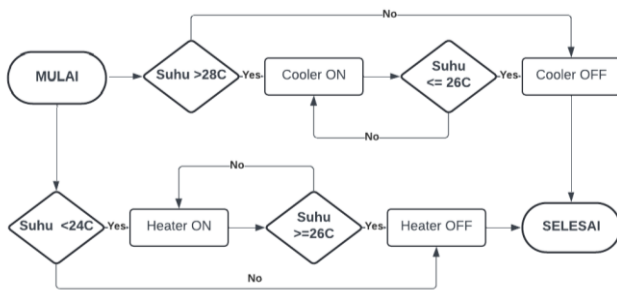 No
MULAI
Suhu >28C
Yes
Cooler ON
Suhu
<= 26C
Yes
Cooler OFF
No
No
Suhu <24C
Yes
Heater ON
Suhu
>=26C
Yes
Heater OFF
SELESAI
No